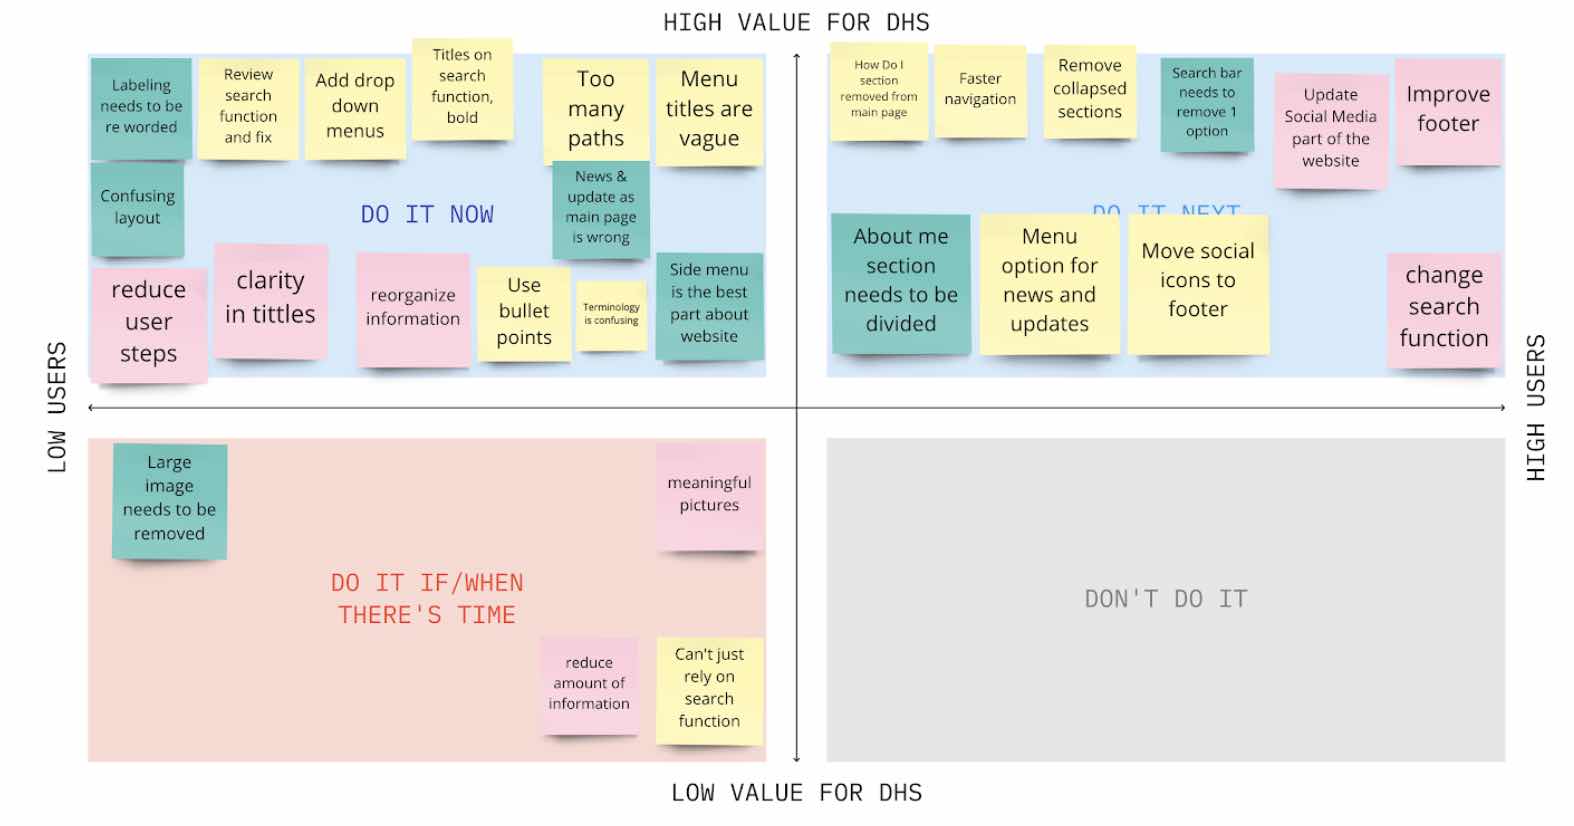 HIGH VALUE FOR DHS
Labeling
needs to be
re worded
Review
search
function
and fix
Add drop
down
menus
Titles on
search
function,
bold
Too
many
paths
Menu
titles are
vague
Confusing
layout
DO IT NOW
News &
update as
main page
is wrong
reduce
user
steps
clarity
in tittles
reorganize
information
Use
bullet
points
Terminology
is confusing
Side menu
is the best
part about
website
How Do I
section
removed from
main page
Faster
navigation
Remove
collapsed
sections
Search bar
needs to
remove 1
option
Update
Social Media
part of the
website
Improve
footer
DO IT NEXT
About me
section
needs to be
divided
Menu
option for
news and
updates
Move social
icons to
footer
change
search
function
LOW USERS
HIGH USERS
Large
image
needs to be
removed
meaningful
pictures
DO IT IF/WHEN
THERE'S TIME
reduce
amount of
information
Can't just
rely on
search
function
DON'T DO IT
LOW VALUE FOR DHS